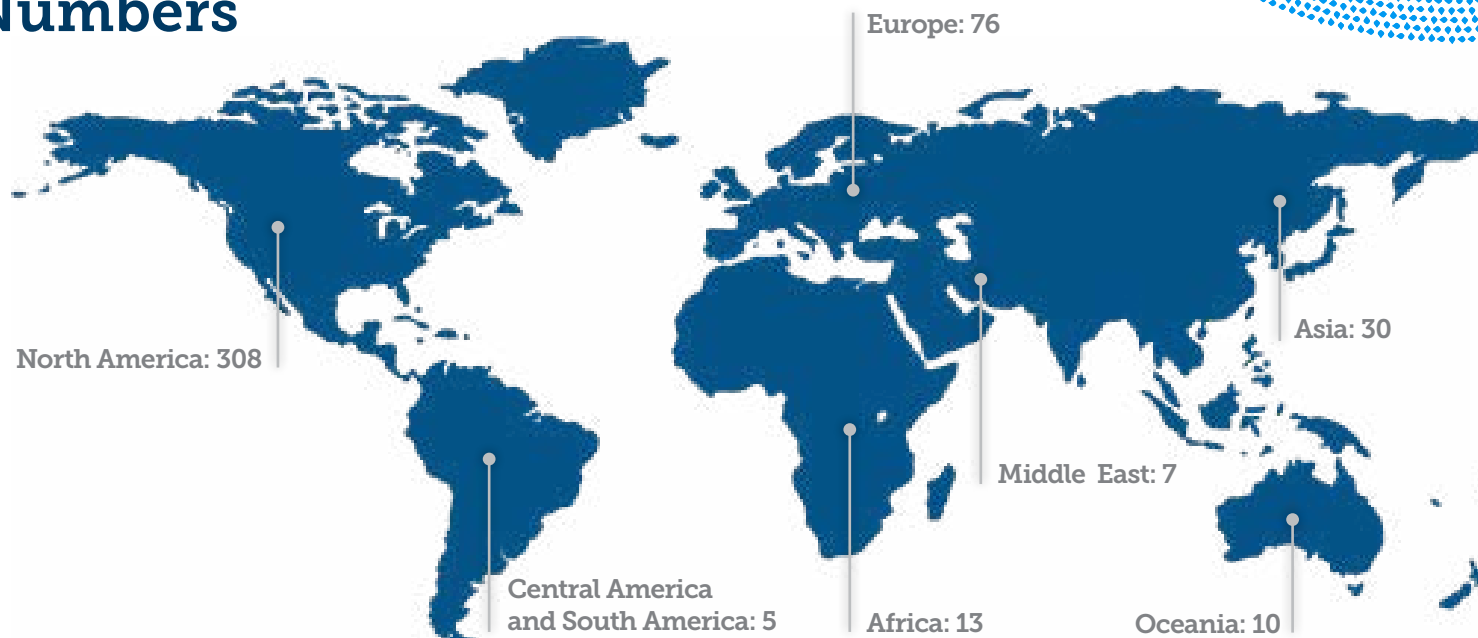 Numbers
Europe: 76
Asia: 30
North America: 308
Middle East: 7
Central America
and South America: 5
Africa: 13
Oceania: 10